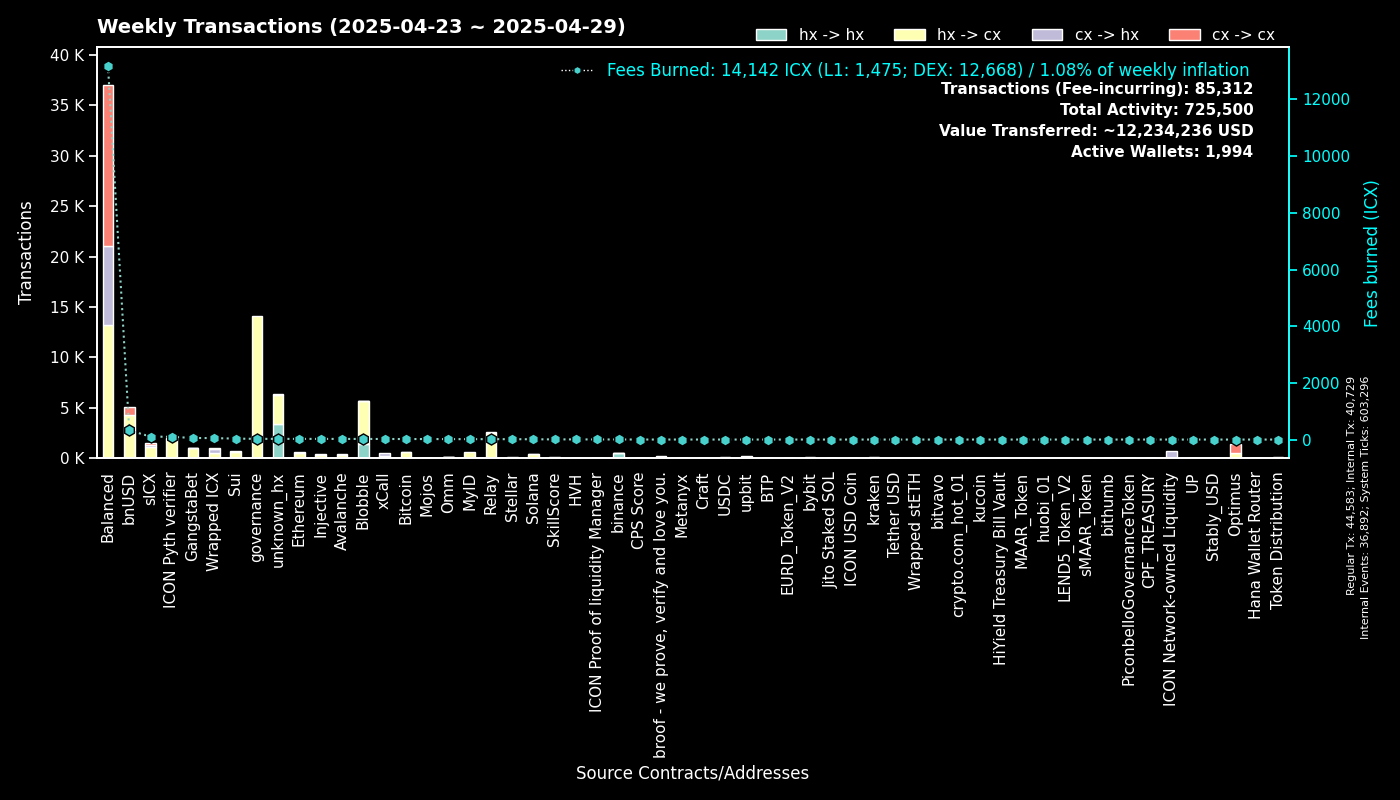 Weekly Transactions (2025-04-23 ~ 2025-04-29)
hx -> hx
hx -> cx
cx -> hx
cx -> cx
Fees Burned: 14,142 ICX (L1: 1,475; DEX: 12,668) / 1.08% of weekly inflation
Transactions (Fee-incurring): 85,312
Total Activity: 725,500
Value Transferred: ~12,234,236 USD
Active Wallets: 1,994
Transactions
40 K
35 K
30 K
25 K
20 K
15 K
10 K
5 K
0 K
12000
10000
8000
6000
4000
2000
0
Fees burned (ICX)
Regular Tx: 44,583; Internal Tx: 40,729
Internal Events: 36,892; System Ticks: 603,296
Balanced
bnUSD
sICX
ICON Pyth verifier
GangstaBet
Wrapped ICX
Sui
governance
unknown_hx
Ethereum
Injective
Avalanche
Blobble
xCall
Bitcoin
Mojos
Omm
MyID
Relay
Stellar
Solana
SkillScore
HVH
ICON Proof of liquidity Manager
binance
CPS Score
broof - we prove, verify and love you.
Metanyx
Craft
USDC
upbit
BTP
EURD_Token_V2
bybit
Jito Staked SOL
ICON USD Coin
kraken
Tether USD
Wrapped stETH
bitvavo
crypto.com_hot_01
kucoin
HiYield Treasury Bill Vault
MAAR_Token
huobi_01
LEND5_Token_V2
sMAAR_Token
bithumb
PiconbelloGovernanceToken
CPF_TREASURY
ICON Network-owned Liquidity
UP
Stably_USD
Optimus
Hana Wallet Router
Token Distribution
Source Contracts/Addresses